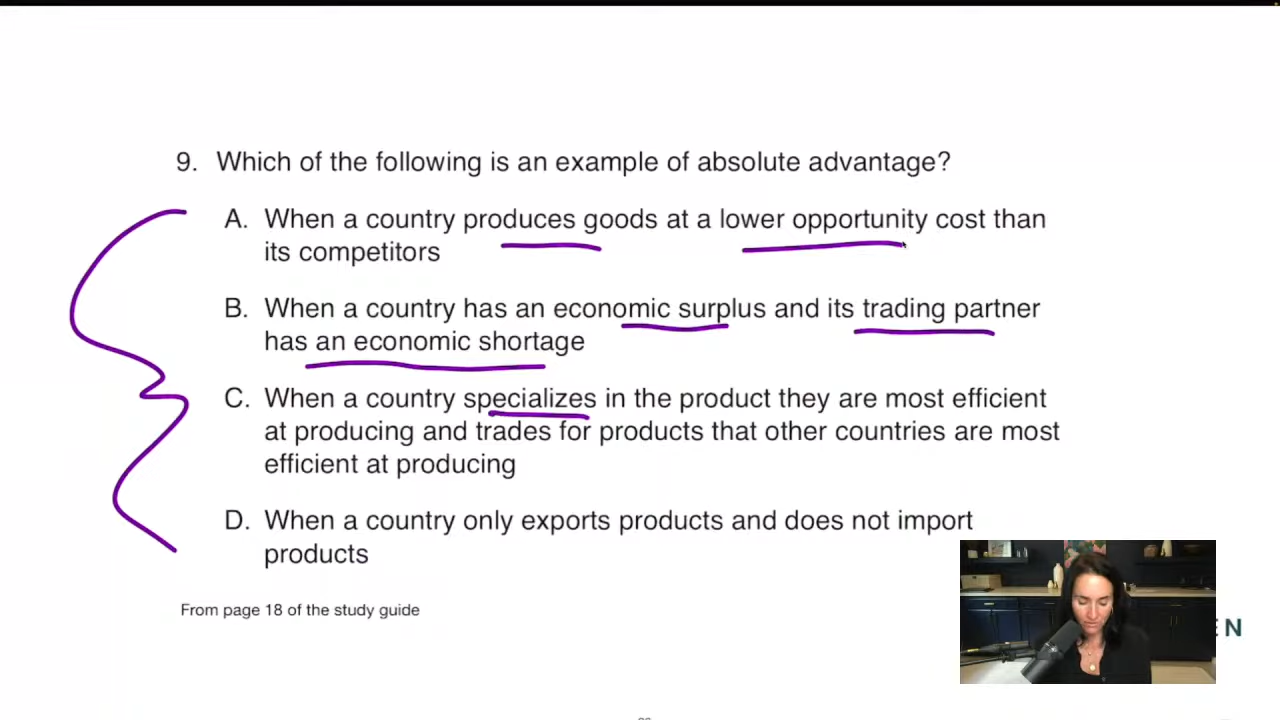 9. Which of the following is an example of absolute advantage?
A. When a country produces goods at a lower opportunity cost than
its competitors
B. When a country has an economic surplus and its trading partner
has an economic shortage
C. When a country specializes in the product they are most efficient
at producing and trades for products that other countries are most
efficient at producing
D. When a country only exports products and does not import
products
From page 18 of the study guide
N